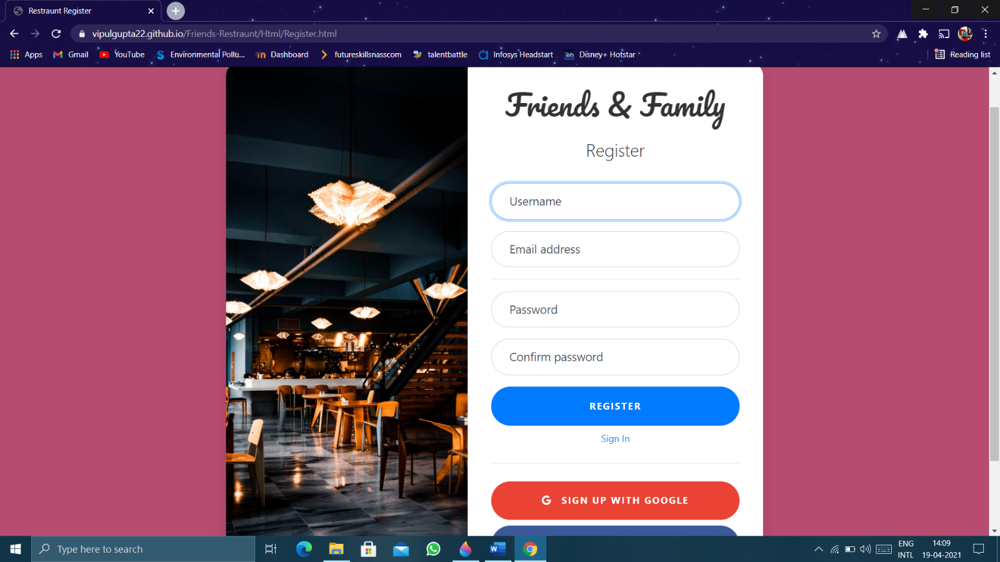 Restraunt Register
vipulgupta22.github.io/Friends-Restraunt/Html/Register.html
Apps Gmail YouTube Environmental Pollu... Dashboard futureskillsnasscom talentbattle Infosys Headstart Disney+ Hotstar Reading list
Friends & Family
Register
Username
Email address
Password
Confirm password
REGISTER
Sign In
G SIGN UP WITH GOOGLE
Type here to search
ENG 14:09
INTL 19-04-2021